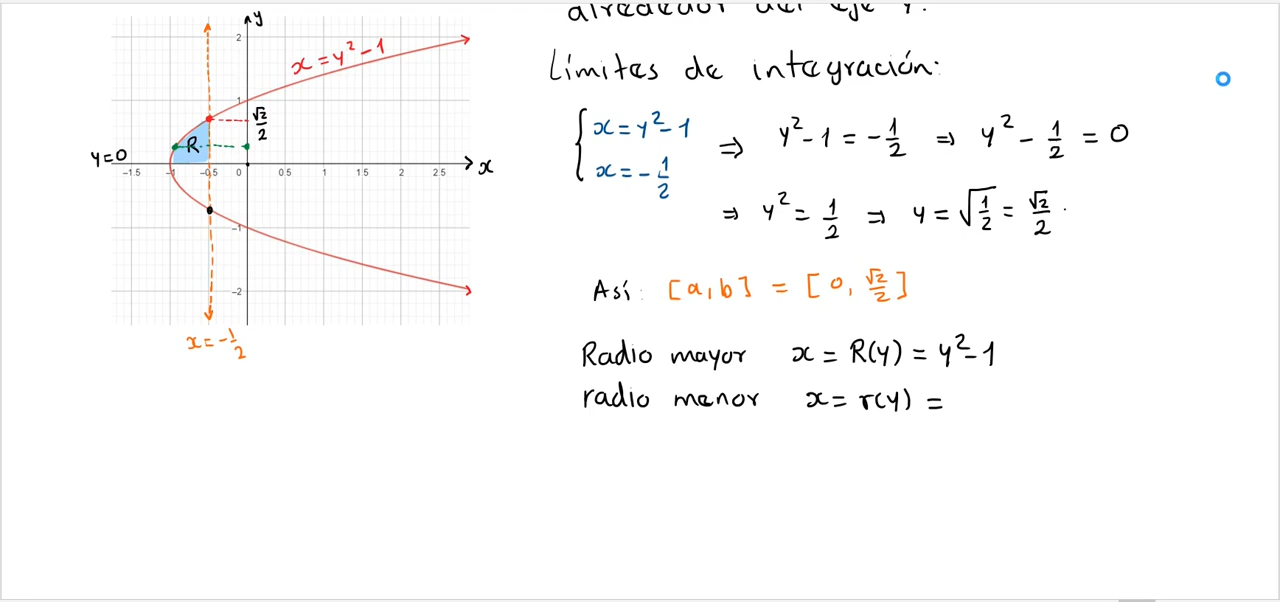 alrededor del eje Y.
Límites de integración:
x = y² - 1
x = -1/2
⇒ y² - 1 = -1/2 ⇒ y² - 1/2 = 0
⇒ y² = 1/2 ⇒ y = √(1/2) = √2/2 .
Así: [a, b] = [0, √2/2]
Radio mayor x = R(y) = y² - 1
radio menor x = r(y) =
y
x = y² - 1
2
1
√2/2
R
y=0
x
-1.5 -1 -0.5 0 0.5 1 1.5 2 2.5
-1
-2
x = -1/2